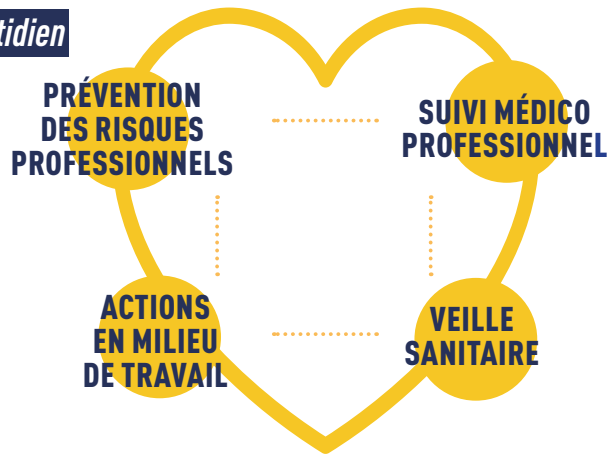 tidien
PRÉVENTION
DES RISQUES
PROFESSIONNELS
SUIVI MÉDICO
PROFESSIONNEL
ACTIONS
EN MILIEU
DE TRAVAIL
VEILLE
SANITAIRE